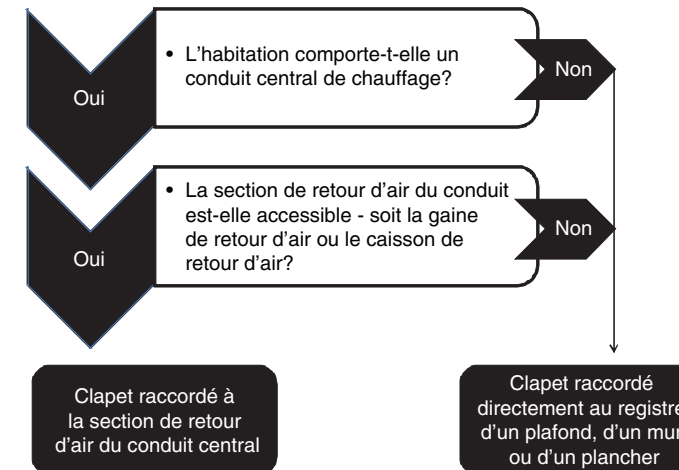 • L'habitation comporte-t-elle un
conduit central de chauffage?
Non
Oui
• La section de retour d'air du conduit
est-elle accessible - soit la gaine
de retour d'air ou le caisson de
retour d'air?
Non
Oui
Clapet raccordé à
la section de retour
d'air du conduit central
Clapet raccordé
directement au registre
d'un plafond, d'un mur
ou d'un plancher